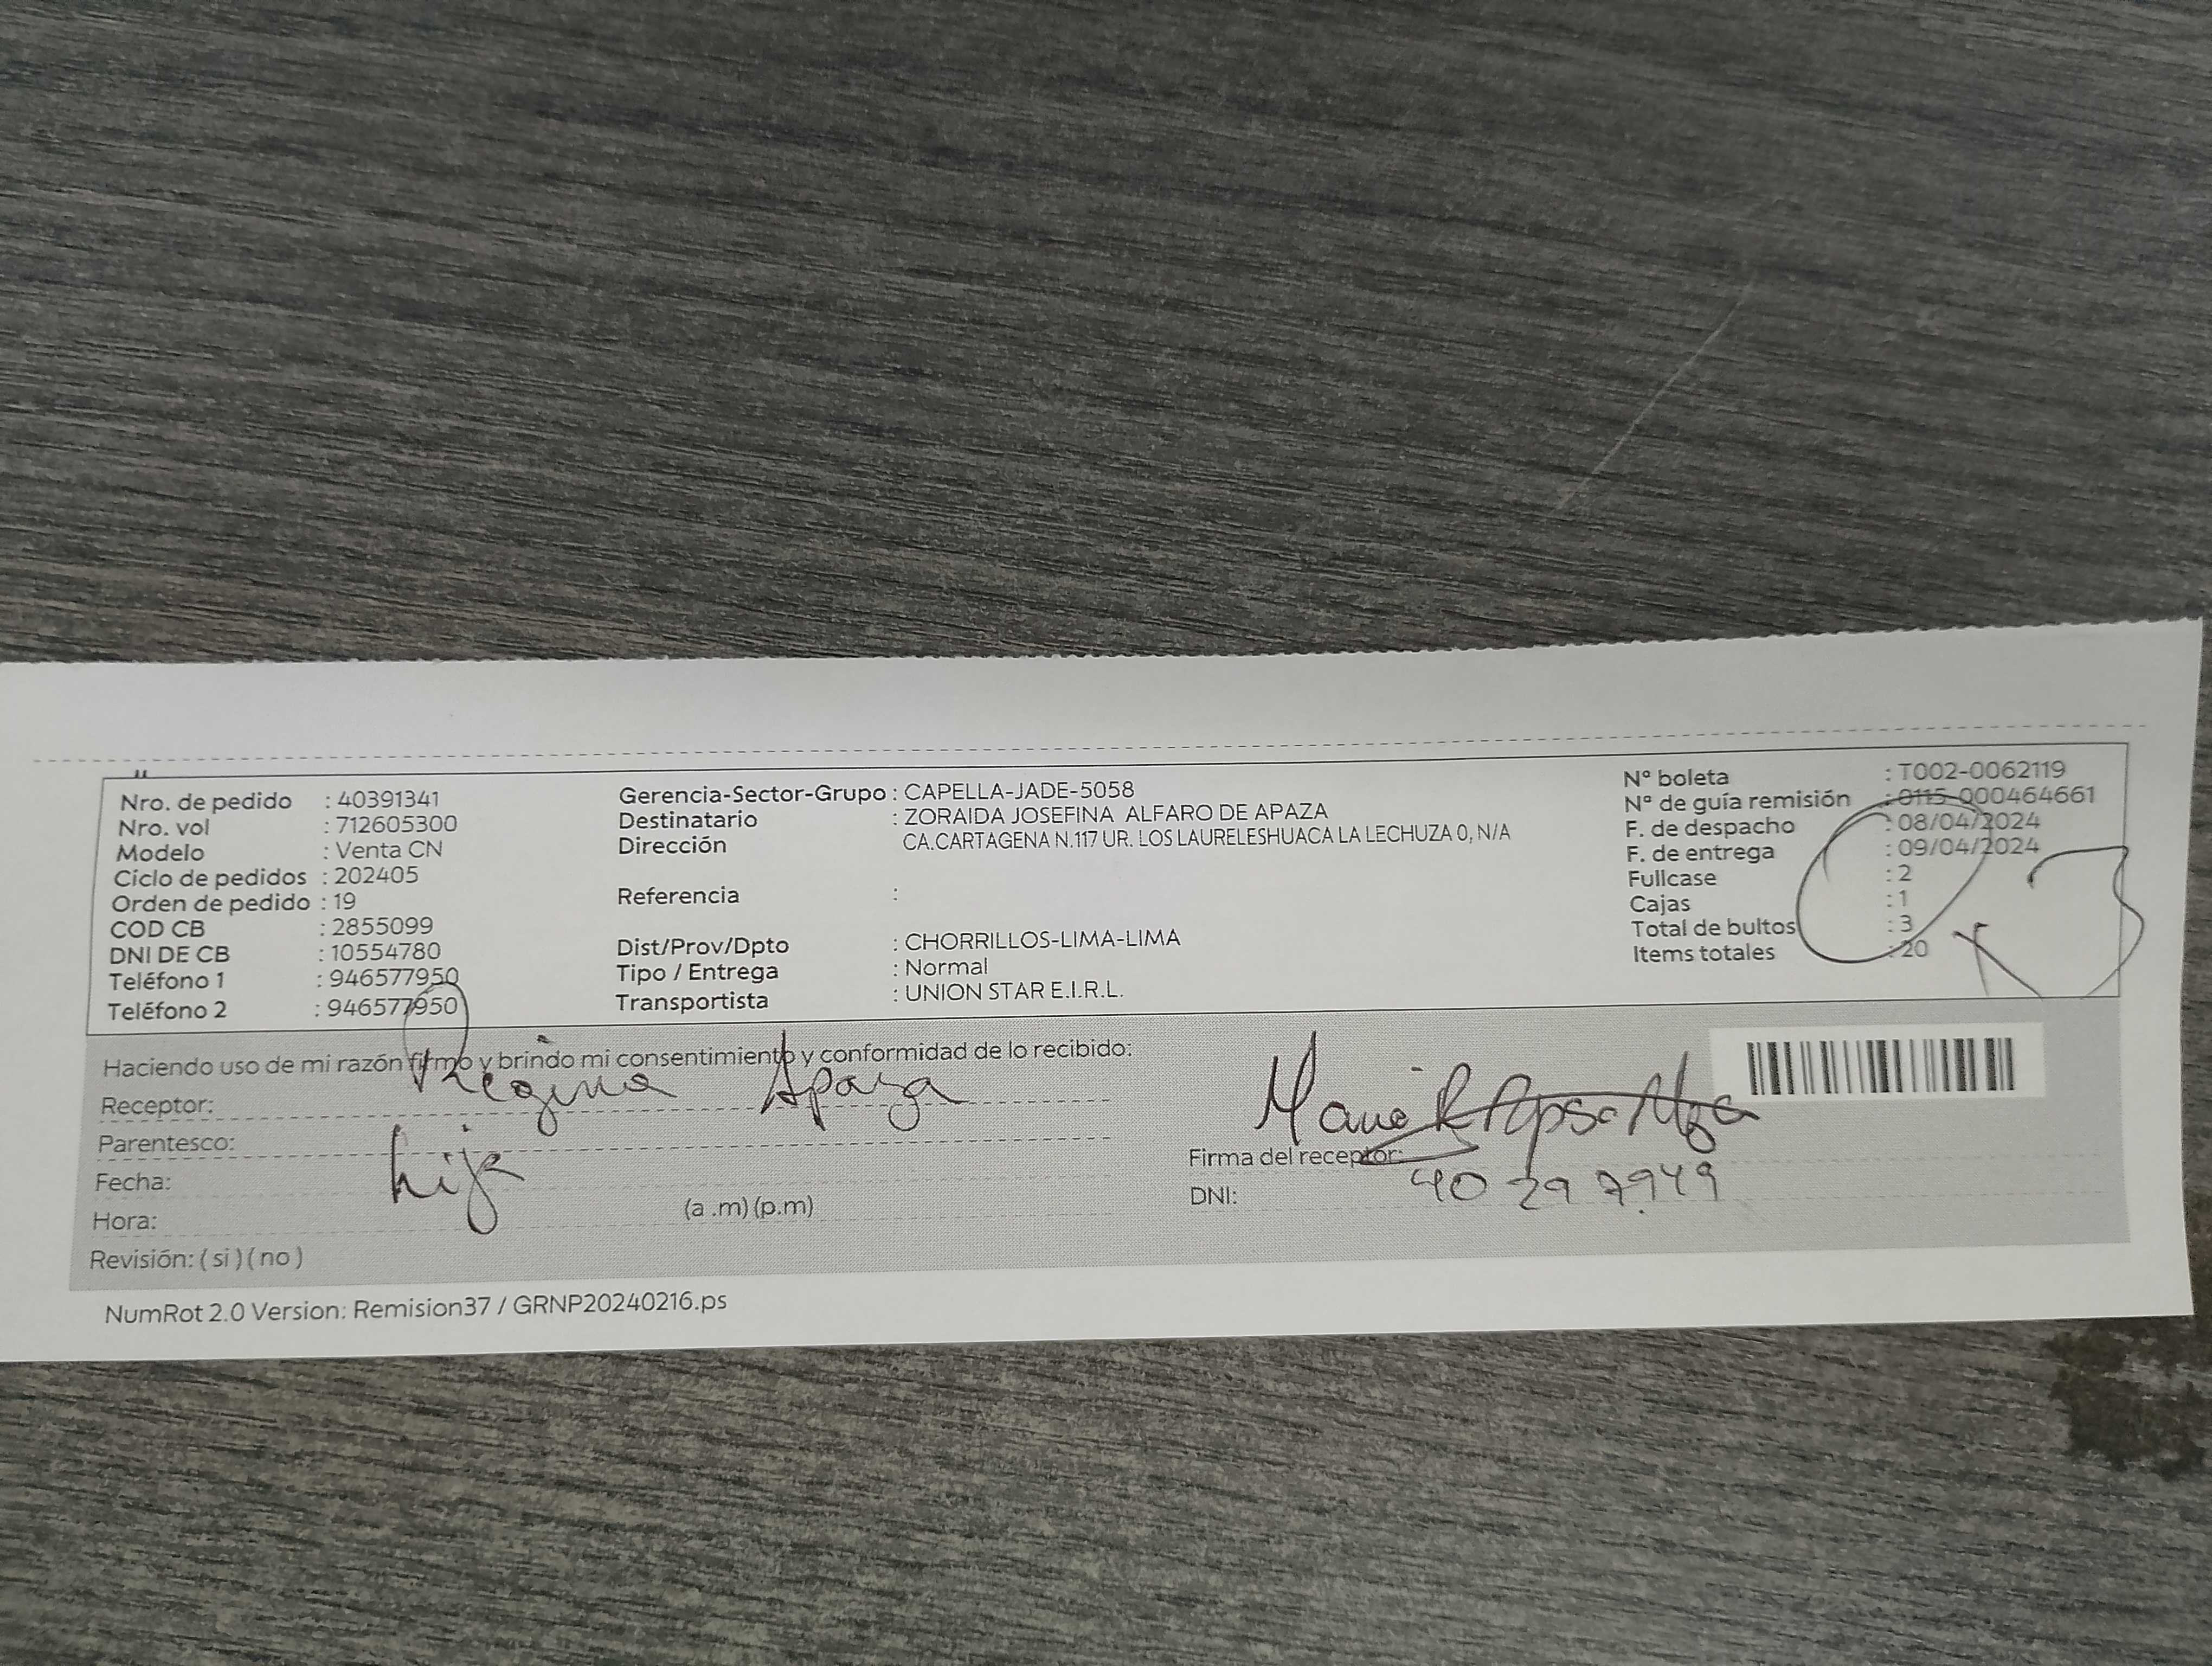 Nro. de pedido : 40391341
Nro. vol : 712605300
Modelo : Venta CN
Ciclo de pedidos : 202405
Orden de pedido : 19
COD CB : 2855099
DNI DE CB : 10554780
Teléfono 1 : 946577950
Teléfono 2 : 946577950
Gerencia-Sector-Grupo : CAPELLA-JADE-5058
Destinatario : ZORAIDA JOSEFINA ALFARO DE APAZA
Dirección CA.CARTAGENA N.117 UR. LOS LAURELESHUACA LA LECHUZA 0, N/A
Referencia :
Dist/Prov/Dpto : CHORRILLOS-LIMA-LIMA
Tipo / Entrega : Normal
Transportista : UNION STAR E.I.R.L.
N° boleta : T002-0062119
N° de guía remisión : 0115-000464661
F. de despacho : 08/04/2024
F. de entrega : 09/04/2024
Fullcase : 2
Cajas : 1
Total de bultos : 3
Items totales : 20
x3
Haciendo uso de mi razón firmo y brindo mi consentimiento y conformidad de lo recibido:
Receptor: Regina Apaza
Parentesco: hija
Fecha:
Hora: (a .m) (p.m)
Revisión: ( si ) ( no )
Firma del receptor:
DNI: 40297949
NumRot 2.0 Version: Remision37 / GRNP20240216.ps